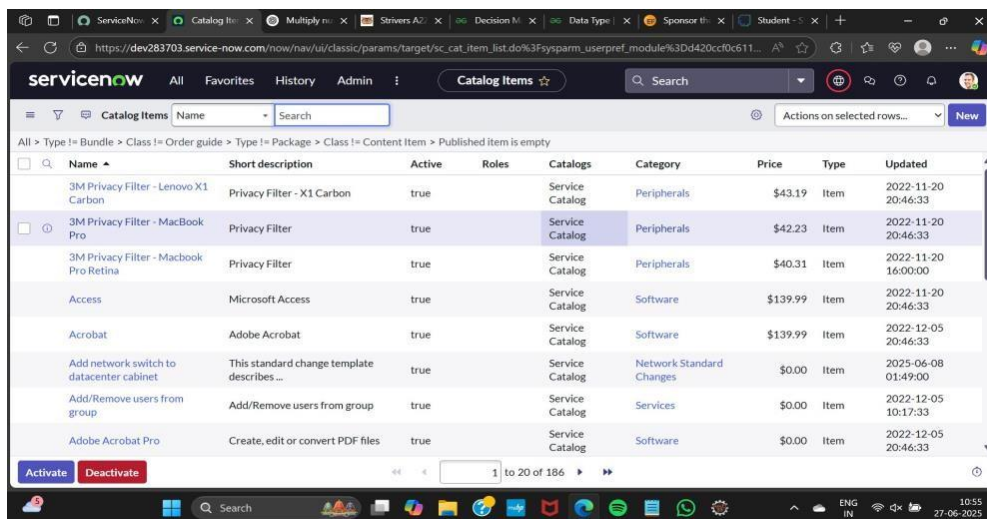 ServiceNow
Catalog Ite
Multiply nu
Strivers A2
Decision M
Data Type
Sponsor th
Student - S
https://dev283703.service-now.com/now/nav/ui/classic/params/target/sc_cat_item_list.do%3Fsysparm_userpref_module%3Dd420ccf0c611...
servicenow All Favorites History Admin Catalog Items Search
Catalog Items Name Search Actions on selected rows... New
All > Type != Bundle > Class != Order guide > Type != Package > Class != Content Item > Published item is empty
Name Short description Active Roles Catalogs Category Price Type Updated
3M Privacy Filter - Lenovo X1 Carbon Privacy Filter - X1 Carbon true Service Catalog Peripherals $43.19 Item 2022-11-20 20:46:33
3M Privacy Filter - MacBook Pro Privacy Filter true Service Catalog Peripherals $42.23 Item 2022-11-20 20:46:33
3M Privacy Filter - Macbook Pro Retina Privacy Filter true Service Catalog Peripherals $40.31 Item 2022-11-20 16:00:00
Access Microsoft Access true Service Catalog Software $139.99 Item 2022-11-20 20:46:33
Acrobat Adobe Acrobat true Service Catalog Software $139.99 Item 2022-12-05 20:46:33
Add network switch to datacenter cabinet This standard change template describes ... true Service Catalog Network Standard Changes $0.00 Item 2025-06-08 01:49:00
Add/Remove users from group Add/Remove users from group true Service Catalog Services $0.00 Item 2022-12-05 10:17:33
Adobe Acrobat Pro Create, edit or convert PDF files true Service Catalog Software $0.00 Item 2022-12-05 20:46:33
Activate Deactivate 1 to 20 of 186
Search ENG IN 10:55 27-06-2025